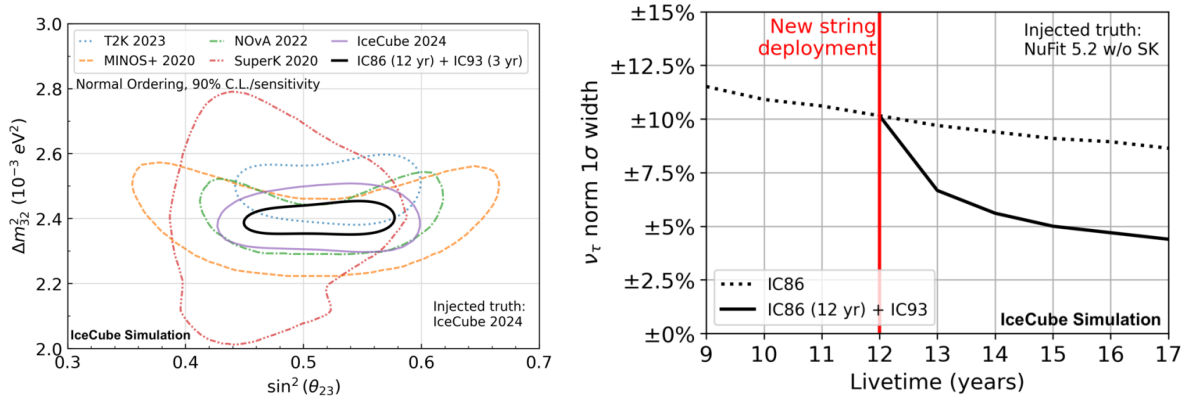 3.0
2.8
2.6
2.4
2.2
2.0
Δm²₃₂ (10⁻³ eV²)
T2K 2023
MINOS+ 2020
NOvA 2022
SuperK 2020
IceCube 2024
IC86 (12 yr) + IC93 (3 yr)
Normal Ordering, 90% C.L./sensitivity
Injected truth:
IceCube 2024
IceCube Simulation
0.3 0.4 0.5 0.6 0.7
sin² (θ₂₃)
±15%
±12.5%
±10%
±7.5%
±5%
±2.5%
±0%
ντ norm 1σ width
New string
deployment
Injected truth:
NuFit 5.2 w/o SK
IC86
IC86 (12 yr) + IC93
IceCube Simulation
9 10 11 12 13 14 15 16 17
Livetime (years)